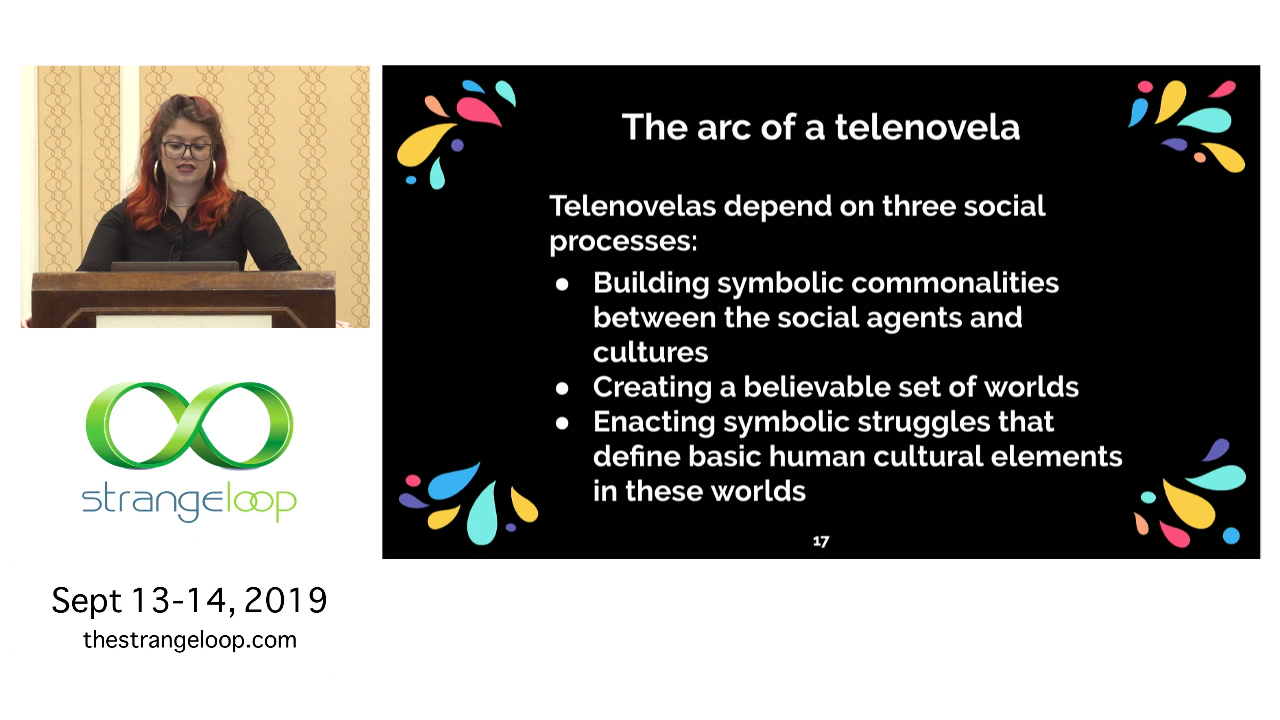 The arc of a telenovela
Telenovelas depend on three social
processes:
● Building symbolic commonalities
between the social agents and
cultures
● Creating a believable set of worlds
● Enacting symbolic struggles that
define basic human cultural elements
in these worlds
17
strangeloop
Sept 13-14, 2019
thestrangeloop.com